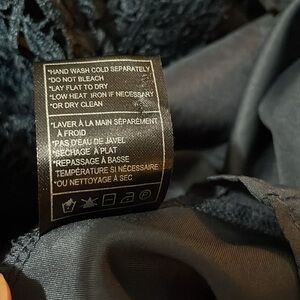 *HAND WASH COLD SEPARATELY
*DO NOT BLEACH
*LAY FLAT TO DRY
*LOW HEAT IRON IF NECESSARY
*OR DRY CLEAN
*LAVER À LA MAIN SÉPARÉMENT
À FROID
*PAS D'EAU DE JAVEL
*SECHAGE À PLAT
*REPASSAGE À BASSE
TEMPÉRATURE SI NÉCESSAIRE
*OU NETTOYAGE À SEC